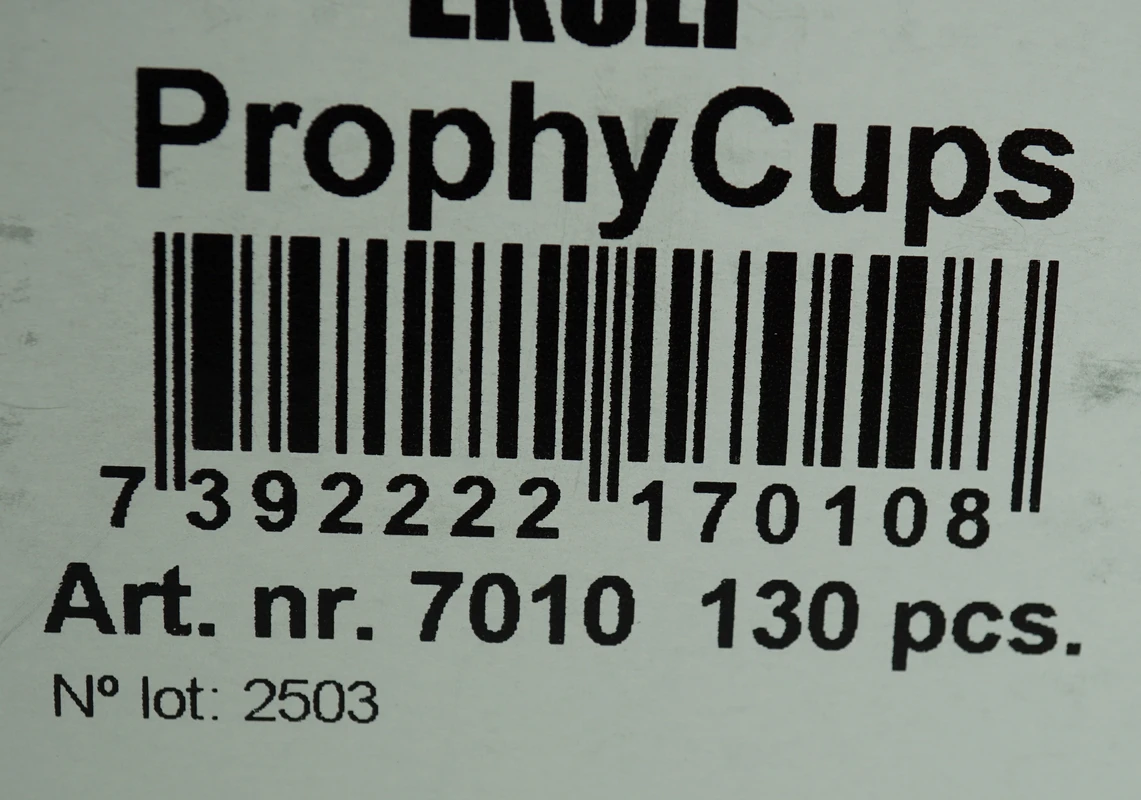 ProphyCups
7 392222 170108
Art. nr. 7010 130 pcs.
Nº lot: 2503